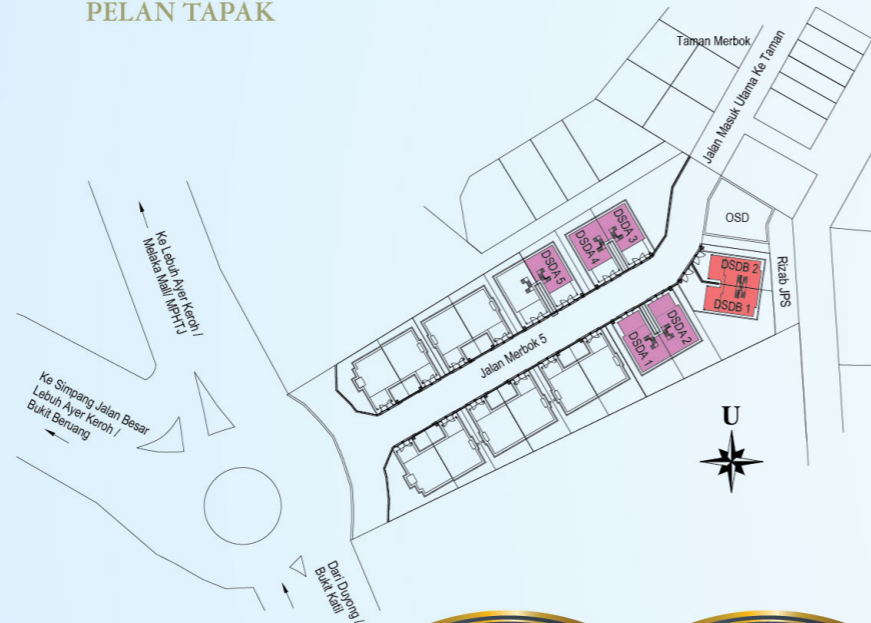 PELAN TAPAK
Taman Merbok
Jalan Masuk Utama Ke Taman
OSD
Rizab JPS
DSDA 3
DSDA 4
DSDA 5
DSDB 2
DSDB 1
DSDA 2
DSDA 1
Jalan Merbok 5
Ke Lebuh Ayer Keroh /
Melaka Mall/ MPHTJ
Ke Simpang Jalan Besar
Lebuh Ayer Keroh /
Bukit Beruang
U
Dari Duyong /
Bukit Katil